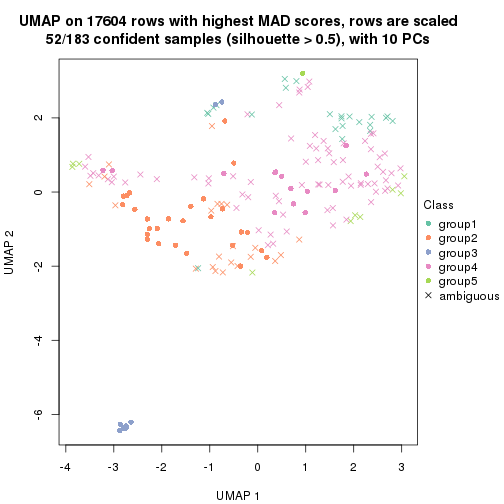 UMAP on 17604 rows with highest MAD scores, rows are scaled
52/183 confident samples (silhouette > 0.5), with 10 PCs
2
0
-2
-4
-6
UMAP 2
-4 -3 -2 -1 0 1 2 3
UMAP 1
Class
group1
group2
group3
group4
group5
ambiguous